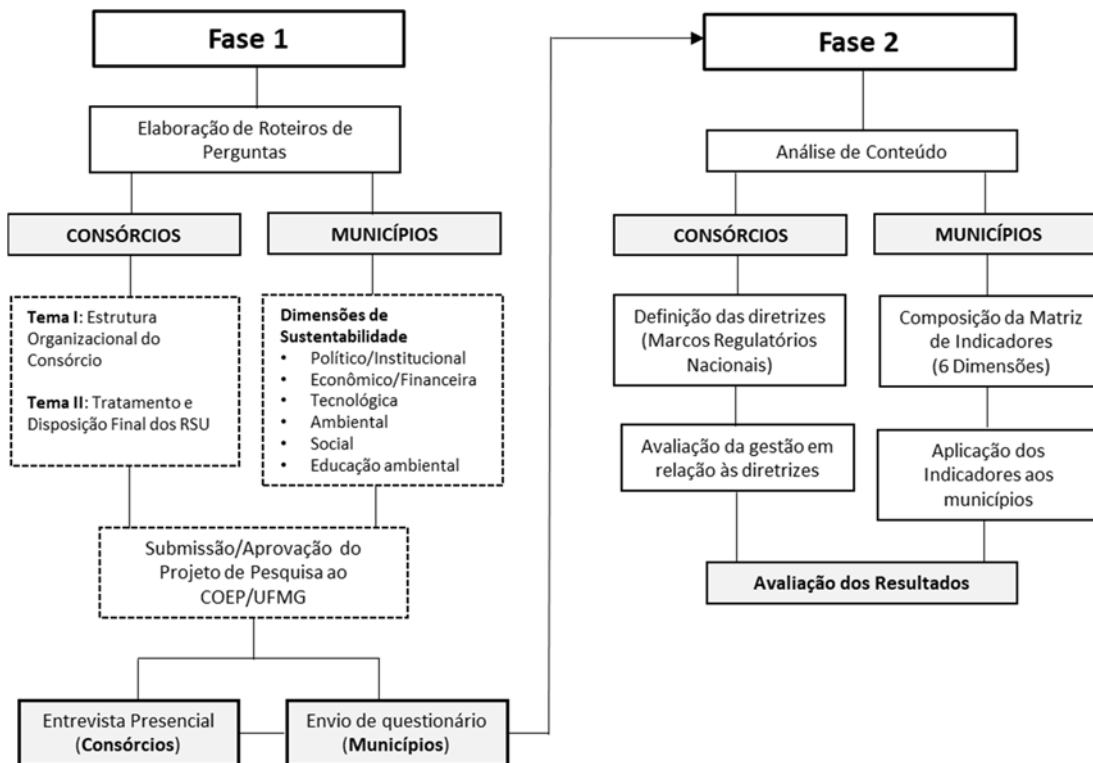 Fase 1
Elaboração de Roteiros de
Perguntas
CONSÓRCIOS
MUNICÍPIOS
Tema I: Estrutura
Organizacional do
Consórcio
Tema II: Tratamento e
Disposição Final dos RSU
Dimensões de
Sustentabilidade
• Político/Institucional
• Econômico/Financeira
• Tecnológica
• Ambiental
• Social
• Educação ambiental
Submissão/Aprovação do
Projeto de Pesquisa ao
COEP/UFMG
Entrevista Presencial
(Consórcios)
Envio de questionário
(Municípios)
Fase 2
Análise de Conteúdo
CONSÓRCIOS
MUNICÍPIOS
Definição das diretrizes
(Marcos Regulatórios
Nacionais)
Composição da Matriz
de Indicadores
(6 Dimensões)
Avaliação da gestão em
relação às diretrizes
Aplicação dos
Indicadores aos
municípios
Avaliação dos Resultados